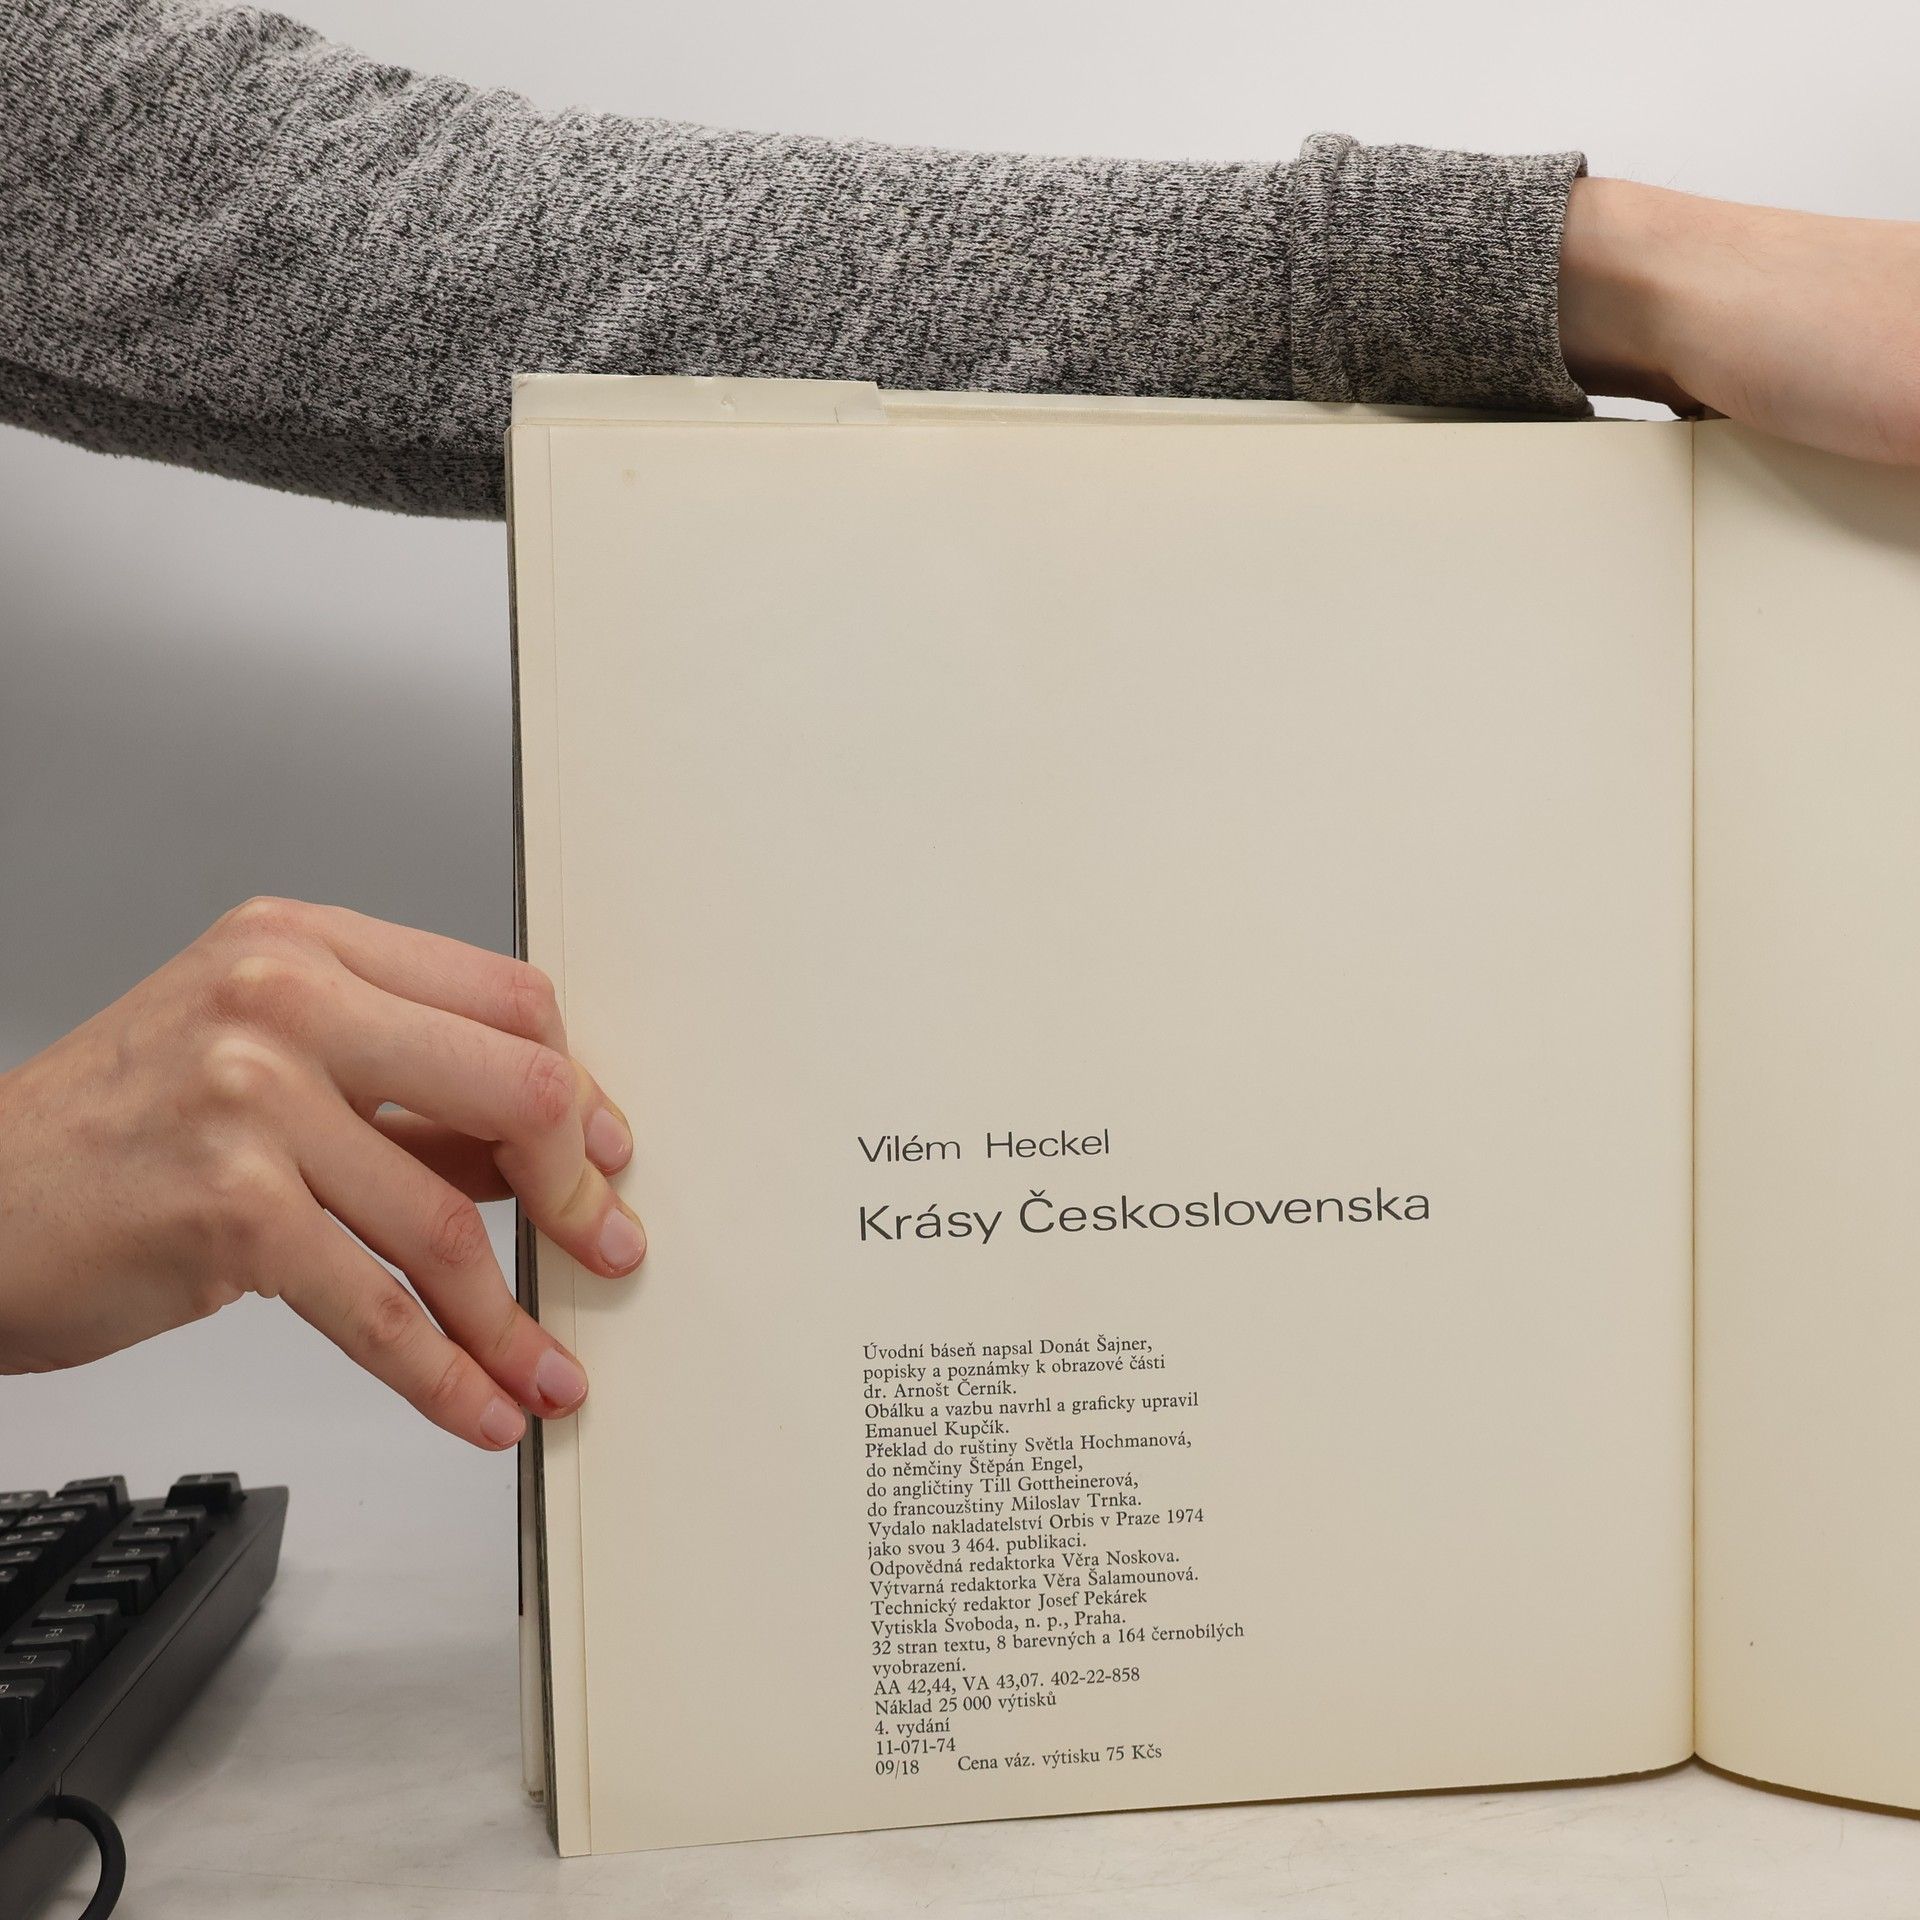 Vilém Heckel
Krásy Československa
Úvodní báseň napsal Donát Šajner,
popisky a poznámky k obrazové části
dr. Arnošt Černík.
Obálku a vazbu navrhl a graficky upravil
Emanuel Kupčík.
Překlad do ruštiny Světla Hochmanová,
do němčiny Štěpán Engel,
do angličtiny Till Gottheinerová,
do francouzštiny Miloslav Trnka.
Vydalo nakladatelství Orbis v Praze 1974
jako svou 3 464. publikaci.
Odpovědná redaktorka Věra Noskova.
Výtvarná redaktorka Věra Šalamounová.
Technický redaktor Josef Pekárek
Vytiskla Svoboda, n. p., Praha.
32 stran textu, 8 barevných a 164 černobílých
vyobrazení.
AA 42,44, VA 43,07. 402-22-858
Náklad 25 000 výtisků
4. vydání
11-071-74
09/18 Cena váz. výtisku 75 Kčs